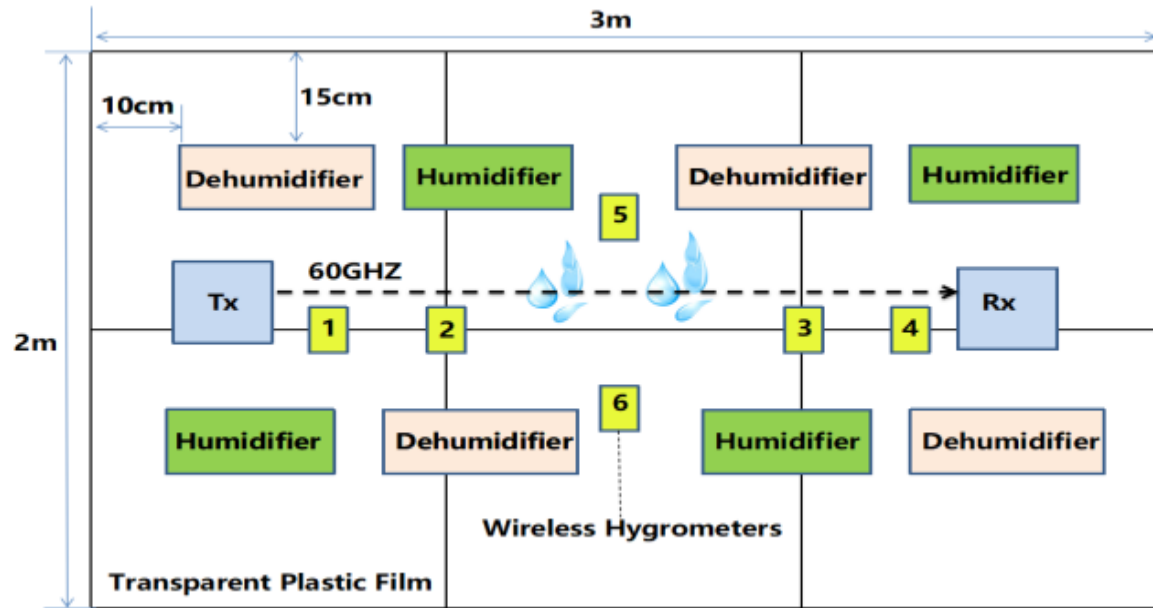 3m
10cm
15cm
Dehumidifier
Humidifier
Dehumidifier
Humidifier
5
60GHZ
Tx
Rx
1
2
3
4
2m
6
Humidifier
Dehumidifier
Humidifier
Dehumidifier
Wireless Hygrometers
Transparent Plastic Film